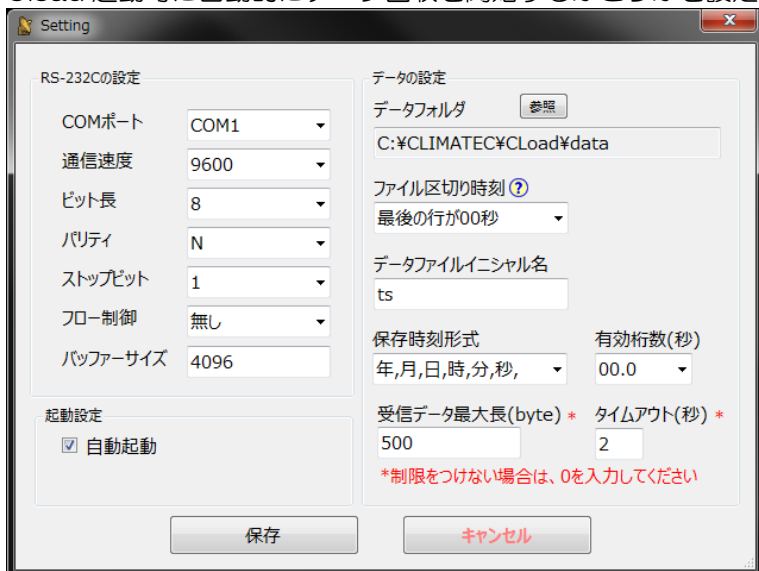 Setting
RS-232Cの設定
COMポート COM1
通信速度 9600
ビット長 8
パリティ N
ストップビット 1
フロー制御 無し
バッファーサイズ 4096
起動設定
自動起動
データの設定
データフォルダ 参照
C:¥CLIMATEC¥CLoad¥data
ファイル区切り時刻 ?
最後の行が00秒
データファイルイニシャル名
ts
保存時刻形式 有効桁数(秒)
年,月,日,時,分,秒, 00.0
受信データ最大長(byte) * タイムアウト(秒) *
500 2
*制限をつけない場合は、0を入力してください
保存 キャンセル